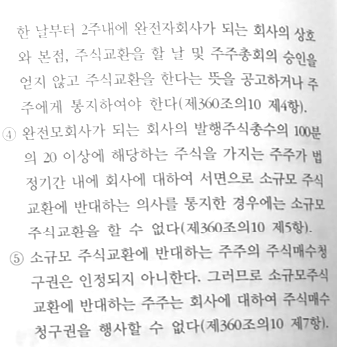 한 날부터 2주내에 완전자회사가 되는 회사의 상호
와 본점, 주식교환을 할 날 및 주주총회의 승인을
얻지 않고 주식교환을 한다는 뜻을 공고하거나 주
주에게 통지하여야 한다(제360조의10 제4항).
④ 완전모회사가 되는 회사의 발행주식총수의 100분
의 20 이상에 해당하는 주식을 가지는 주주가 법
정기간 내에 회사에 대하여 서면으로 소규모 주식
교환에 반대하는 의사를 통지한 경우에는 소규모
주식교환을 할 수 없다(제360조의10 제5항).
⑤ 소규모 주식교환에 반대하는 주주의 주식매수청
구권은 인정되지 아니한다. 그러므로 소규모주식
교환에 반대하는 주주는 회사에 대하여 주식매수
청구권을 행사할 수 없다(제360조의10 제7항).